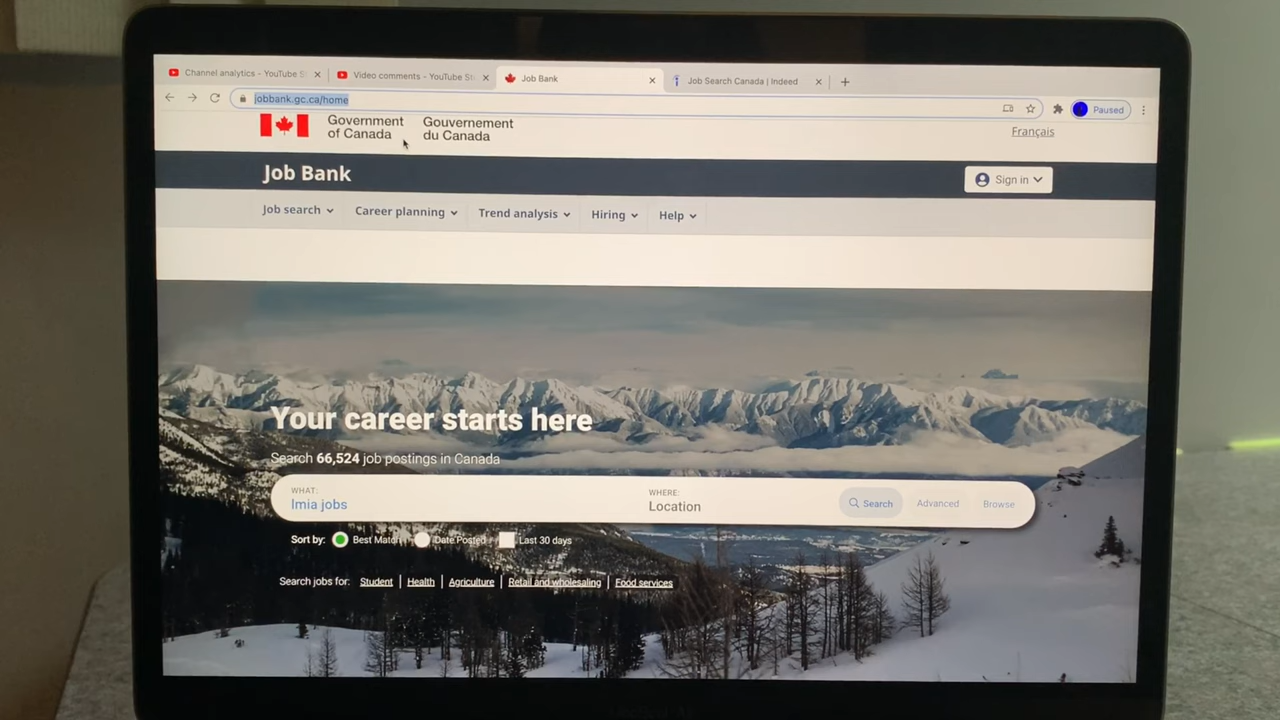 Channel analytics - YouTube S
Video comments - YouTube St
Job Bank
Job Search Canada | Indeed
jobbank.gc.ca/home
Paused
Government of Canada
Gouvernement du Canada
Français
Job Bank
Sign in
Job search
Career planning
Trend analysis
Hiring
Help
Your career starts here
Search 66,524 job postings in Canada
WHAT:
lmia jobs
WHERE:
Location
Search
Advanced
Browse
Sort by:
Best Match
Date Posted
Last 30 days
Search jobs for:
Student
Health
Agriculture
Retail and wholesaling
Food services